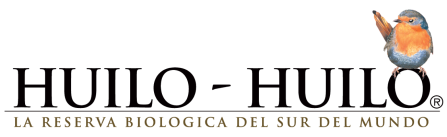 HUILO - HUILO®
LA RESERVA BIOLOGICA DEL SUR DEL MUNDO